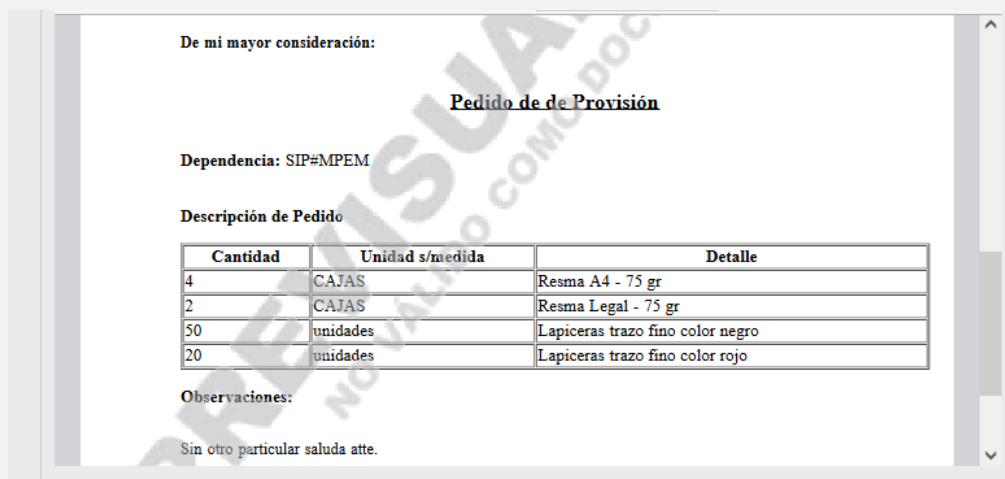 De mi mayor consideración:
Pedido de de Provisión
Dependencia: SIP#MPEM
Descripción de Pedido
Cantidad Unidad s/medida Detalle
4 CAJAS Resma A4 - 75 gr
2 CAJAS Resma Legal - 75 gr
50 unidades Lapiceras trazo fino color negro
20 unidades Lapiceras trazo fino color rojo
Observaciones:
Sin otro particular saluda atte.
PREVISUA
NO VÁLIDO COMO DOC